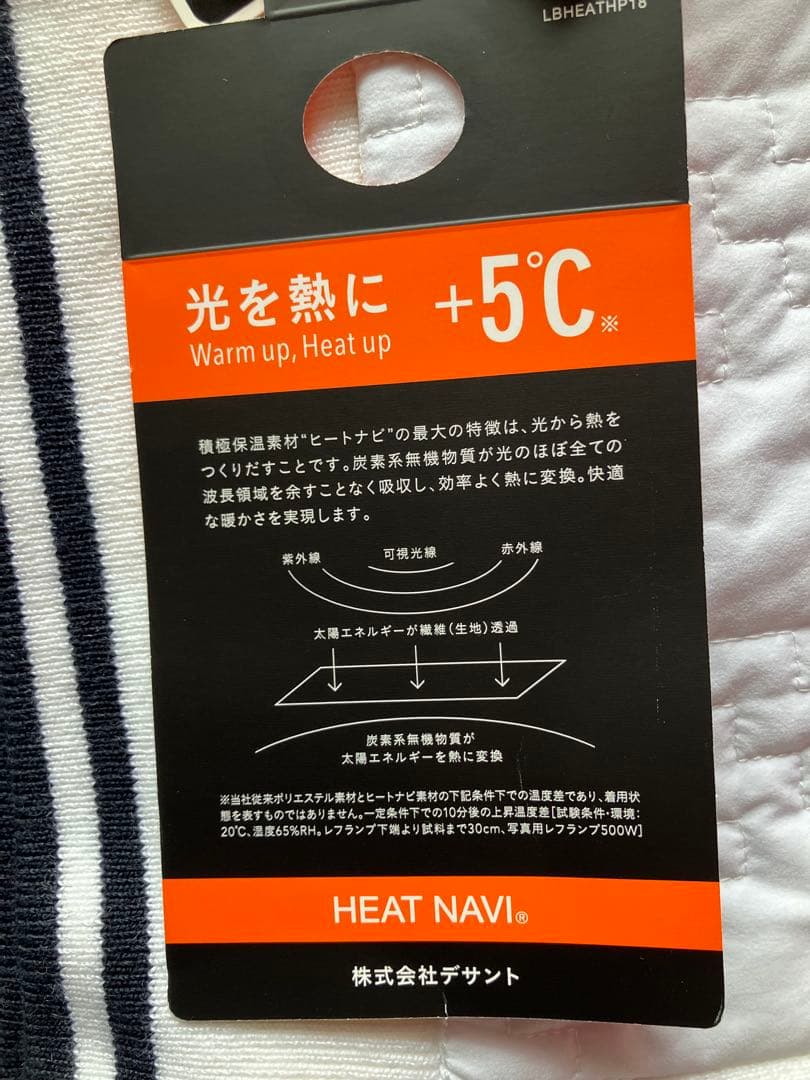 LBHEATHP18
光を熱に +5℃※
Warm up, Heat up
積極保温素材“ヒートナビ”の最大の特徴は、光から熱を
つくりだすことです。炭素系無機物質が光のほぼ全ての
波長領域を余すことなく吸収し、効率よく熱に変換。快適
な暖かさを実現します。
紫外線 可視光線 赤外線
太陽エネルギーが繊維(生地)透過
炭素系無機物質が
太陽エネルギーを熱に変換
※当社従来ポリエステル素材とヒートナビ素材の下記条件下での温度差であり、着用状
態を表すものではありません。一定条件下での10分後の上昇温度差[試験条件・環境:
20℃、湿度65%RH。レフランプ下端より試料まで30cm、写真用レフランプ500W]
HEAT NAVI®
株式会社デサント